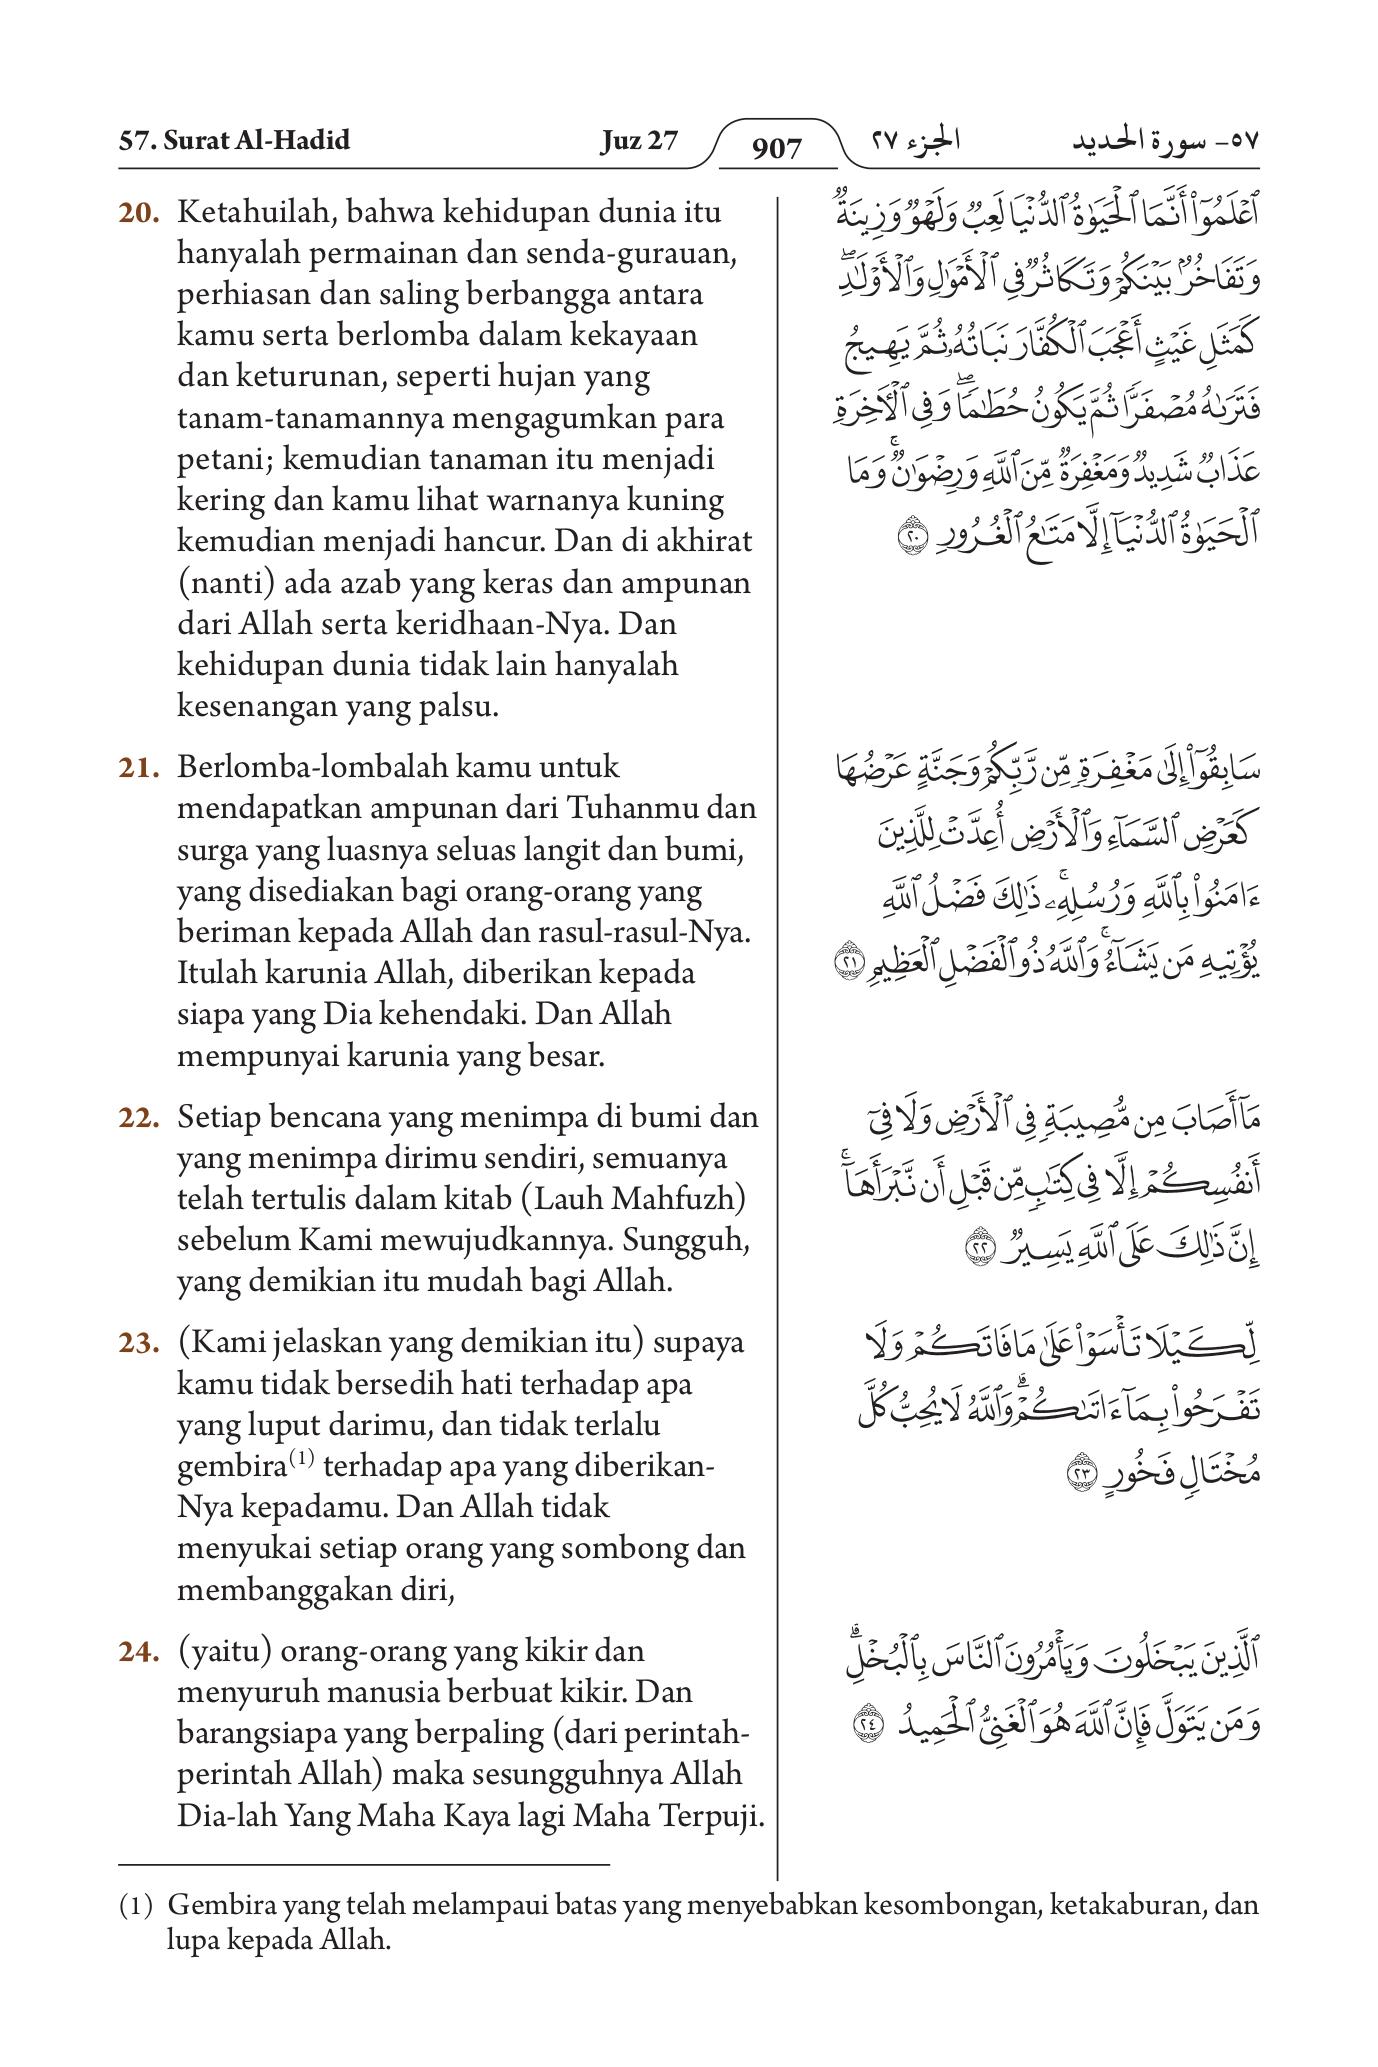 57. Surat Al-Hadid
Juz 27
907
الجزء ٢٧
٥٧- سورة الحديد
20. Ketahuilah, bahwa kehidupan dunia itu
hanyalah permainan dan senda-gurauan,
perhiasan dan saling berbangga antara
kamu serta berlomba dalam kekayaan
dan keturunan, seperti hujan yang
tanam-tanamannya mengagumkan para
petani; kemudian tanaman itu menjadi
kering dan kamu lihat warnanya kuning
kemudian menjadi hancur. Dan di akhirat
(nanti) ada azab yang keras dan ampunan
dari Allah serta keridhaan-Nya. Dan
kehidupan dunia tidak lain hanyalah
kesenangan yang palsu.
21. Berlomba-lombalah kamu untuk
mendapatkan ampunan dari Tuhanmu dan
surga yang luasnya seluas langit dan bumi,
yang disediakan bagi orang-orang yang
beriman kepada Allah dan rasul-rasul-Nya.
Itulah karunia Allah, diberikan kepada
siapa yang Dia kehendaki. Dan Allah
mempunyai karunia yang besar.
22. Setiap bencana yang menimpa di bumi dan
yang menimpa dirimu sendiri, semuanya
telah tertulis dalam kitab (Lauh Mahfuzh)
sebelum Kami mewujudkannya. Sungguh,
yang demikian itu mudah bagi Allah.
23. (Kami jelaskan yang demikian itu) supaya
kamu tidak bersedih hati terhadap apa
yang luput darimu, dan tidak terlalu
gembira(1) terhadap apa yang diberikan-
Nya kepadamu. Dan Allah tidak
menyukai setiap orang yang sombong dan
membanggakan diri,
24. (yaitu) orang-orang yang kikir dan
menyuruh manusia berbuat kikir. Dan
barangsiapa yang berpaling (dari perintah-
perintah Allah) maka sesungguhnya Allah
Dia-lah Yang Maha Kaya lagi Maha Terpuji.
ٱعْلَمُوٓا۟ أَنَّمَا ٱلْحَيَوٰةُ ٱلدُّنْيَا لَعِبٌ وَلَهْوٌ وَزِينَةٌ
وَتَفَاخُرٌۢ بَيْنَكُمْ وَتَكَاثُرٌ فِى ٱلْأَمْوَٰلِ وَٱلْأَوْلَٰدِ ۖ
كَمَثَلِ غَيْثٍ أَعْجَبَ ٱلْكُفَّارَ نَبَاتُهُۥ ثُمَّ يَهِيجُ
فَتَرَىٰهُ مُصْفَرًّا ثُمَّ يَكُونُ حُطَٰمًا ۖ وَفِى ٱلْءَاخِرَةِ
عَذَابٌ شَدِيدٌ وَمَغْفِرَةٌ مِّنَ ٱللَّهِ وَرِضْوَٰنٌ ۚ وَمَا
ٱلْحَيَوٰةُ ٱلدُّنْيَآ إِلَّا مَتَٰعُ ٱلْغُرُورِ ٢٠
سَابِقُوٓا۟ إِلَىٰ مَغْفِرَةٍ مِّن رَّبِّكُمْ وَجَنَّةٍ عَرْضُهَا
كَعَرْضِ ٱلسَّمَآءِ وَٱلْأَرْضِ أُعِدَّتْ لِلَّذِينَ
ءَامَنُوا۟ بِٱللَّهِ وَرُسُلِهِۦ ۚ ذَٰلِكَ فَضْلُ ٱللَّهِ
يُؤْتِيهِ مَن يَشَآءُ ۚ وَٱللَّهُ ذُو ٱلْفَضْلِ ٱلْعَظِيمِ ٢١
مَآ أَصَابَ مِن مُّصِيبَةٍ فِى ٱلْأَرْضِ وَلَا فِىٓ
أَنفُسِكُمْ إِلَّا فِى كِتَٰبٍ مِّن قَبْلِ أَن نَّبْرَأَهَآ ۚ
إِنَّ ذَٰلِكَ عَلَى ٱللَّهِ يَسِيرٌ ٢٢
لِّكَيْلَا تَأْسَوْا۟ عَلَىٰ مَا فَاتَكُمْ وَلَا
تَفْرَحُوا۟ بِمَآ ءَاتَىٰكُمْ ۗ وَٱللَّهُ لَا يُحِبُّ كُلَّ
مُخْتَالٍ فَخُورٍ ٢٣
ٱلَّذِينَ يَبْخَلُونَ وَيَأْمُرُونَ ٱلنَّاسَ بِٱلْبُخْلِ ۗ
وَمَن يَتَوَلَّ فَإِنَّ ٱللَّهَ هُوَ ٱلْغَنِىُّ ٱلْحَمِيدُ ٢٤
(1) Gembira yang telah melampaui batas yang menyebabkan kesombongan, ketakaburan, dan
lupa kepada Allah.